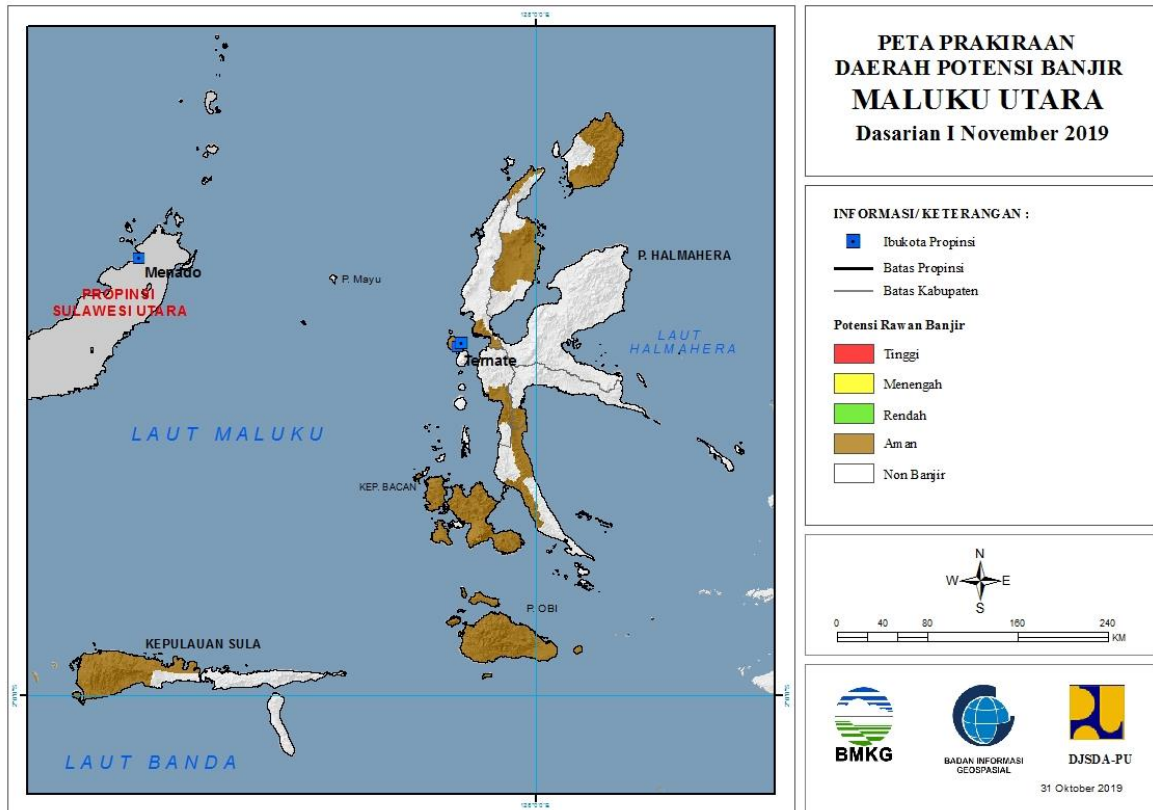 PETA PRAKIRAAN
DAERAH POTENSI BANJIR
MALUKU UTARA
Dasarian I November 2019
INFORMASI/ KETERANGAN :
Ibukota Propinsi
Batas Propinsi
Batas Kabupaten
Potensi Rawan Banjir
Tinggi
Menengah
Rendah
Aman
Non Banjir
N
W E
S
0 40 80 160 240
KM
BMKG
BADAN INFORMASI
GEOSPASIAL
DJSDA-PU
31 Oktober 2019
Menado
PROPINSI
SULAWESI UTARA
P. Mayu
P. HALMAHERA
LAUT
HALMAHERA
Ternate
LAUT MALUKU
KEP. BACAN
P. OBI
KEPULAUAN SULA
LAUT BANDA